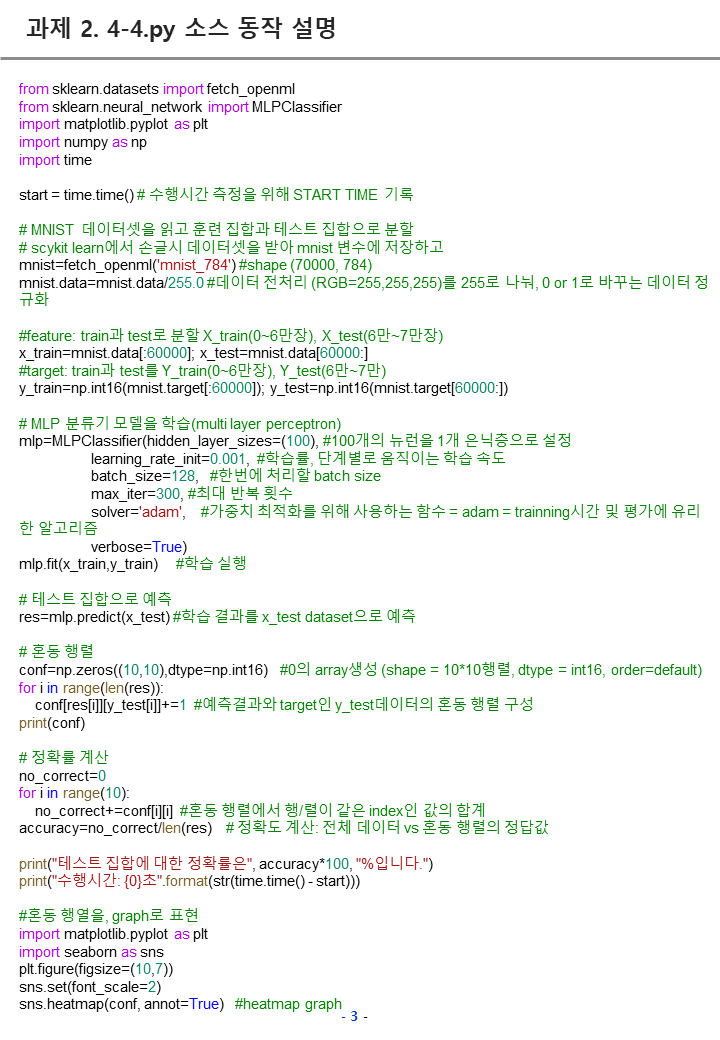 과제 2. 4-4.py 소스 동작 설명
from sklearn.datasets import fetch_openml
from sklearn.neural_network import MLPClassifier
import matplotlib.pyplot as plt
import numpy as np
import time
start = time.time() # 수행시간 측정을 위해 START TIME 기록
# MNIST 데이터셋을 읽고 훈련 집합과 테스트 집합으로 분할
# scykit learn에서 손글시 데이터셋을 받아 mnist 변수에 저장하고
mnist=fetch_openml('mnist_784') #shape (70000, 784)
mnist.data=mnist.data/255.0 #데이터 전처리 (RGB=255,255,255)를 255로 나눠, 0 or 1로 바꾸는 데이터 정
규화
#feature: train과 test로 분할 X_train(0~6만장), X_test(6만~7만장)
x_train=mnist.data[:60000]; x_test=mnist.data[60000:]
#target: train과 test를 Y_train(0~6만장), Y_test(6만~7만)
y_train=np.int16(mnist.target[:60000]); y_test=np.int16(mnist.target[60000:])
# MLP 분류기 모델을 학습(multi layer perceptron)
mlp=MLPClassifier(hidden_layer_sizes=(100), #100개의 뉴런을 1개 은닉층으로 설정
learning_rate_init=0.001, #학습률, 단계별로 움직이는 학습 속도
batch_size=128, #한번에 처리할 batch size
max_iter=300, #최대 반복 횟수
solver='adam', #가중치 최적화를 위해 사용하는 함수 = adam = trainning시간 및 평가에 유리
한 알고리즘
verbose=True)
mlp.fit(x_train,y_train) #학습 실행
# 테스트 집합으로 예측
res=mlp.predict(x_test) #학습 결과를 x_test dataset으로 예측
# 혼동 행렬
conf=np.zeros((10,10),dtype=np.int16) #0의 array생성 (shape = 10*10행렬, dtype = int16, order=default)
for i in range(len(res)):
conf[res[i]][y_test[i]]+=1 #예측결과와 target인 y_test데이터의 혼동 행렬 구성
print(conf)
# 정확률 계산
no_correct=0
for i in range(10):
no_correct+=conf[i][i] #혼동 행렬에서 행/렬이 같은 index인 값의 합계
accuracy=no_correct/len(res) # 정확도 계산: 전체 데이터 vs 혼동 행렬의 정답값
print("테스트 집합에 대한 정확률은", accuracy*100, "%입니다.")
print("수행시간: {0}초".format(str(time.time() - start)))
#혼동 행열을, graph로 표현
import matplotlib.pyplot as plt
import seaborn as sns
plt.figure(figsize=(10,7))
sns.set(font_scale=2)
sns.heatmap(conf, annot=True) #heatmap graph
- 3 -